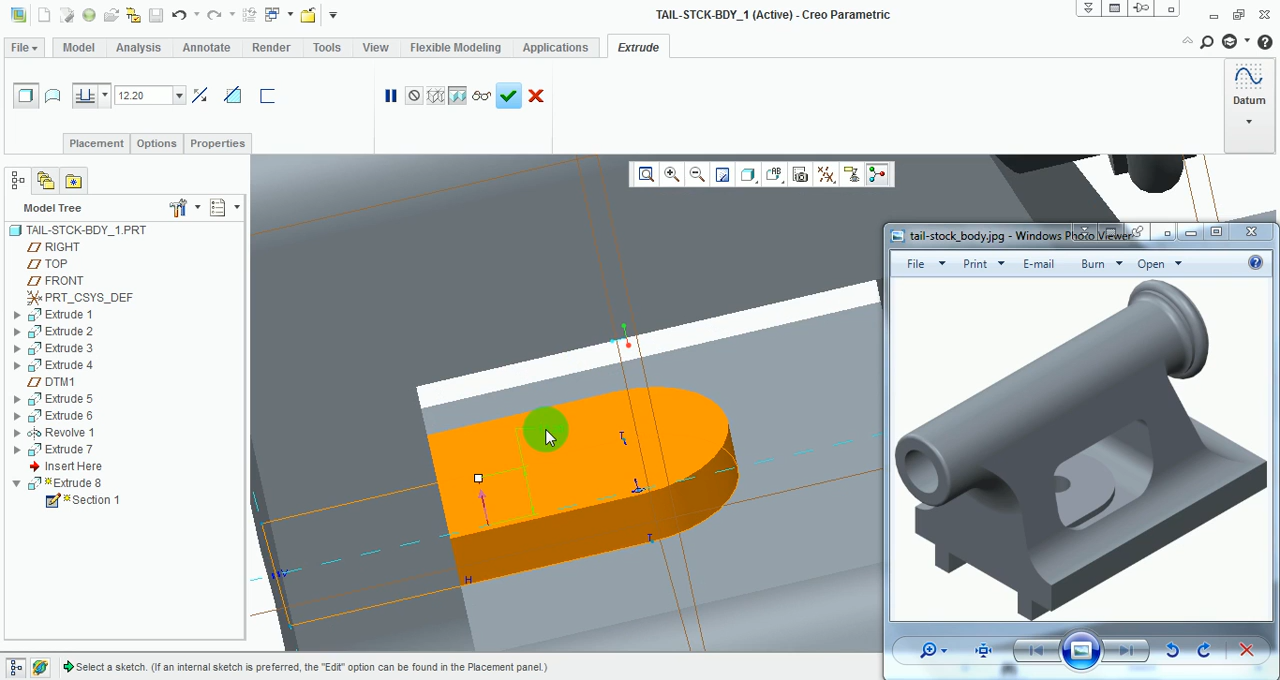 TAIL-STCK-BDY_1 (Active) - Creo Parametric
File Model Analysis Annotate Render Tools View Flexible Modeling Applications Extrude
12.20
Datum
Placement Options Properties
Model Tree
TAIL-STCK-BDY_1.PRT
RIGHT
TOP
FRONT
PRT_CSYS_DEF
Extrude 1
Extrude 2
Extrude 3
Extrude 4
DTM1
Extrude 5
Extrude 6
Revolve 1
Extrude 7
Insert Here
Extrude 8
Section 1
T
T
H
V
tail-stock_body.jpg - Windows Photo Viewer
File Print E-mail Burn Open
Select a sketch. (If an internal sketch is preferred, the "Edit" option can be found in the Placement panel.)